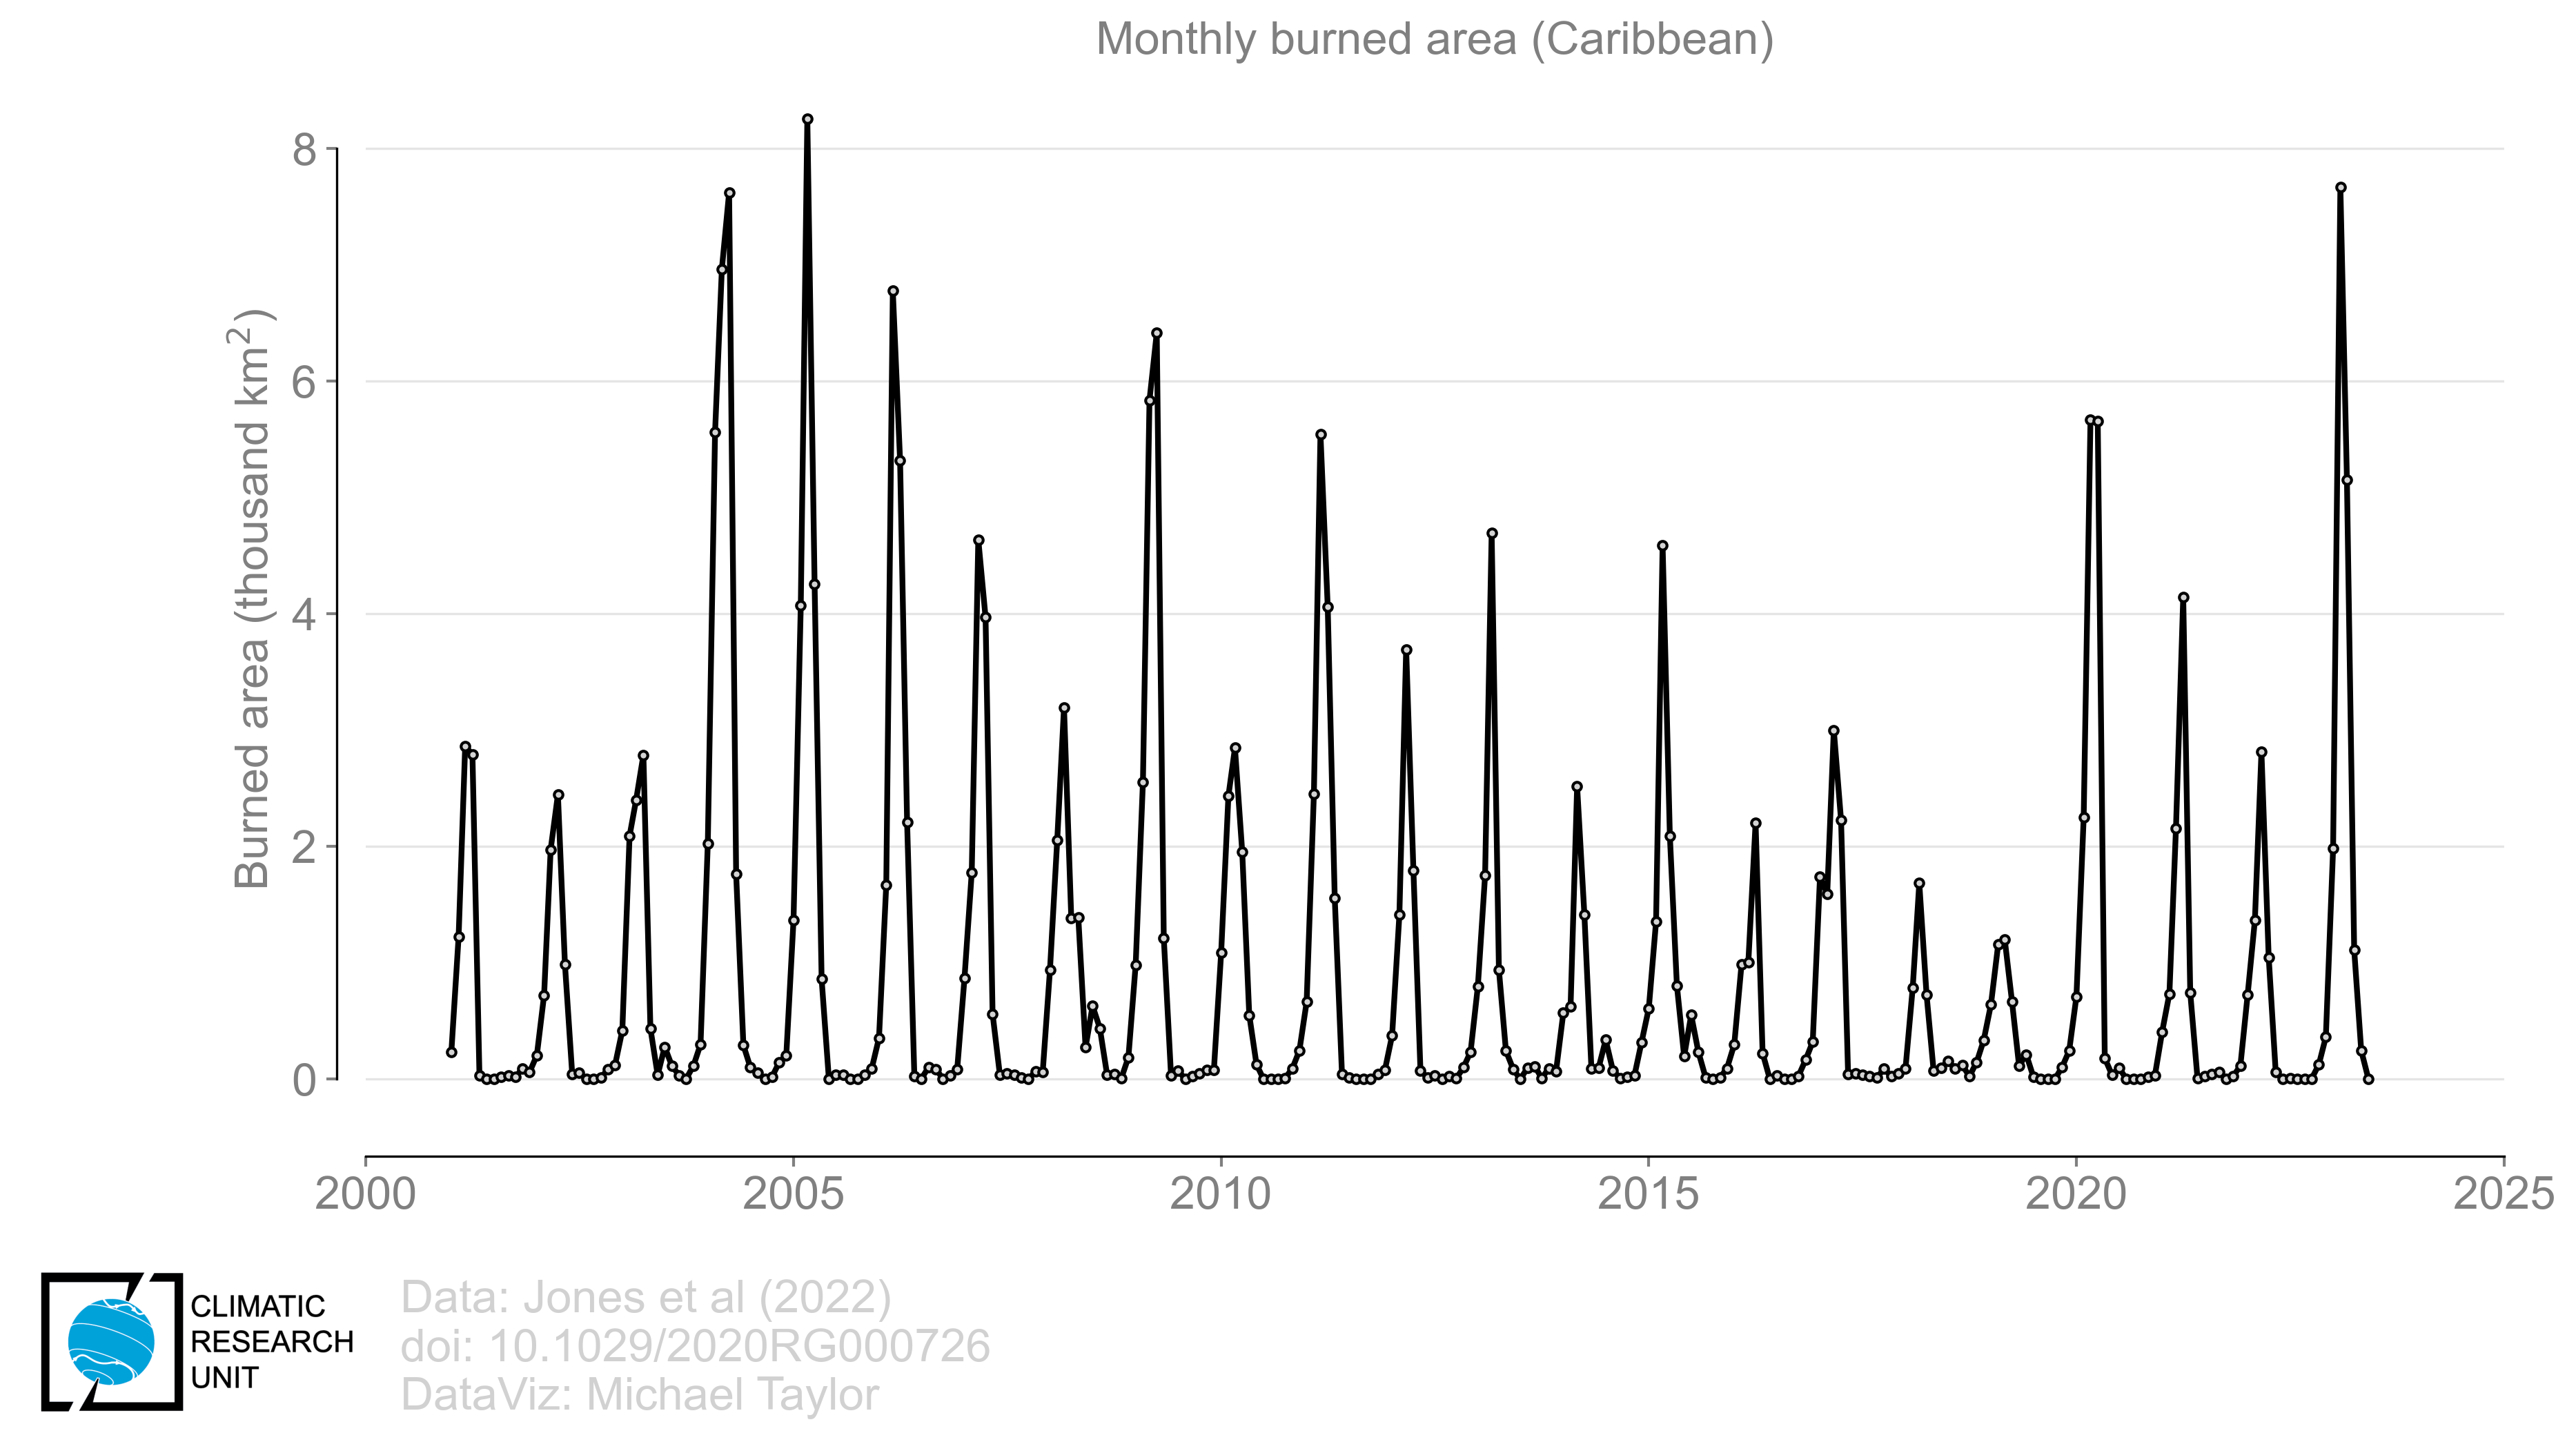 Monthly burned area (Caribbean)
Burned area (thousand km²)
8
6
4
2
0
2000
2005
2010
2015
2020
2025
CLIMATIC
RESEARCH
UNIT
Data: Jones et al (2022)
doi: 10.1029/2020RG000726
DataViz: Michael Taylor